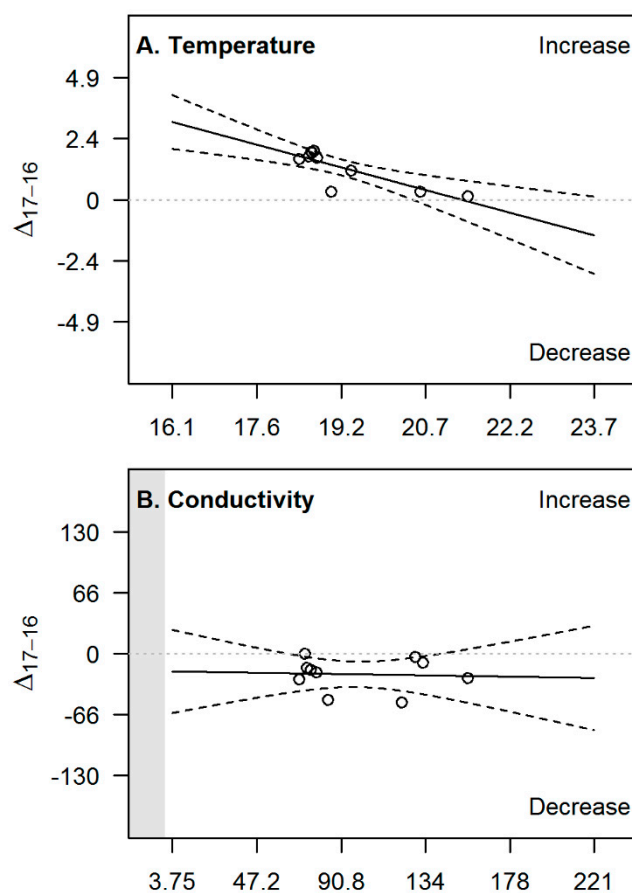 A. Temperature
Increase
4.9
2.4
0
-2.4
-4.9
Δ17−16
Decrease
16.1 17.6 19.2 20.7 22.2 23.7
B. Conductivity
Increase
130
66
0
-66
-130
Δ17−16
Decrease
3.75 47.2 90.8 134 178 221